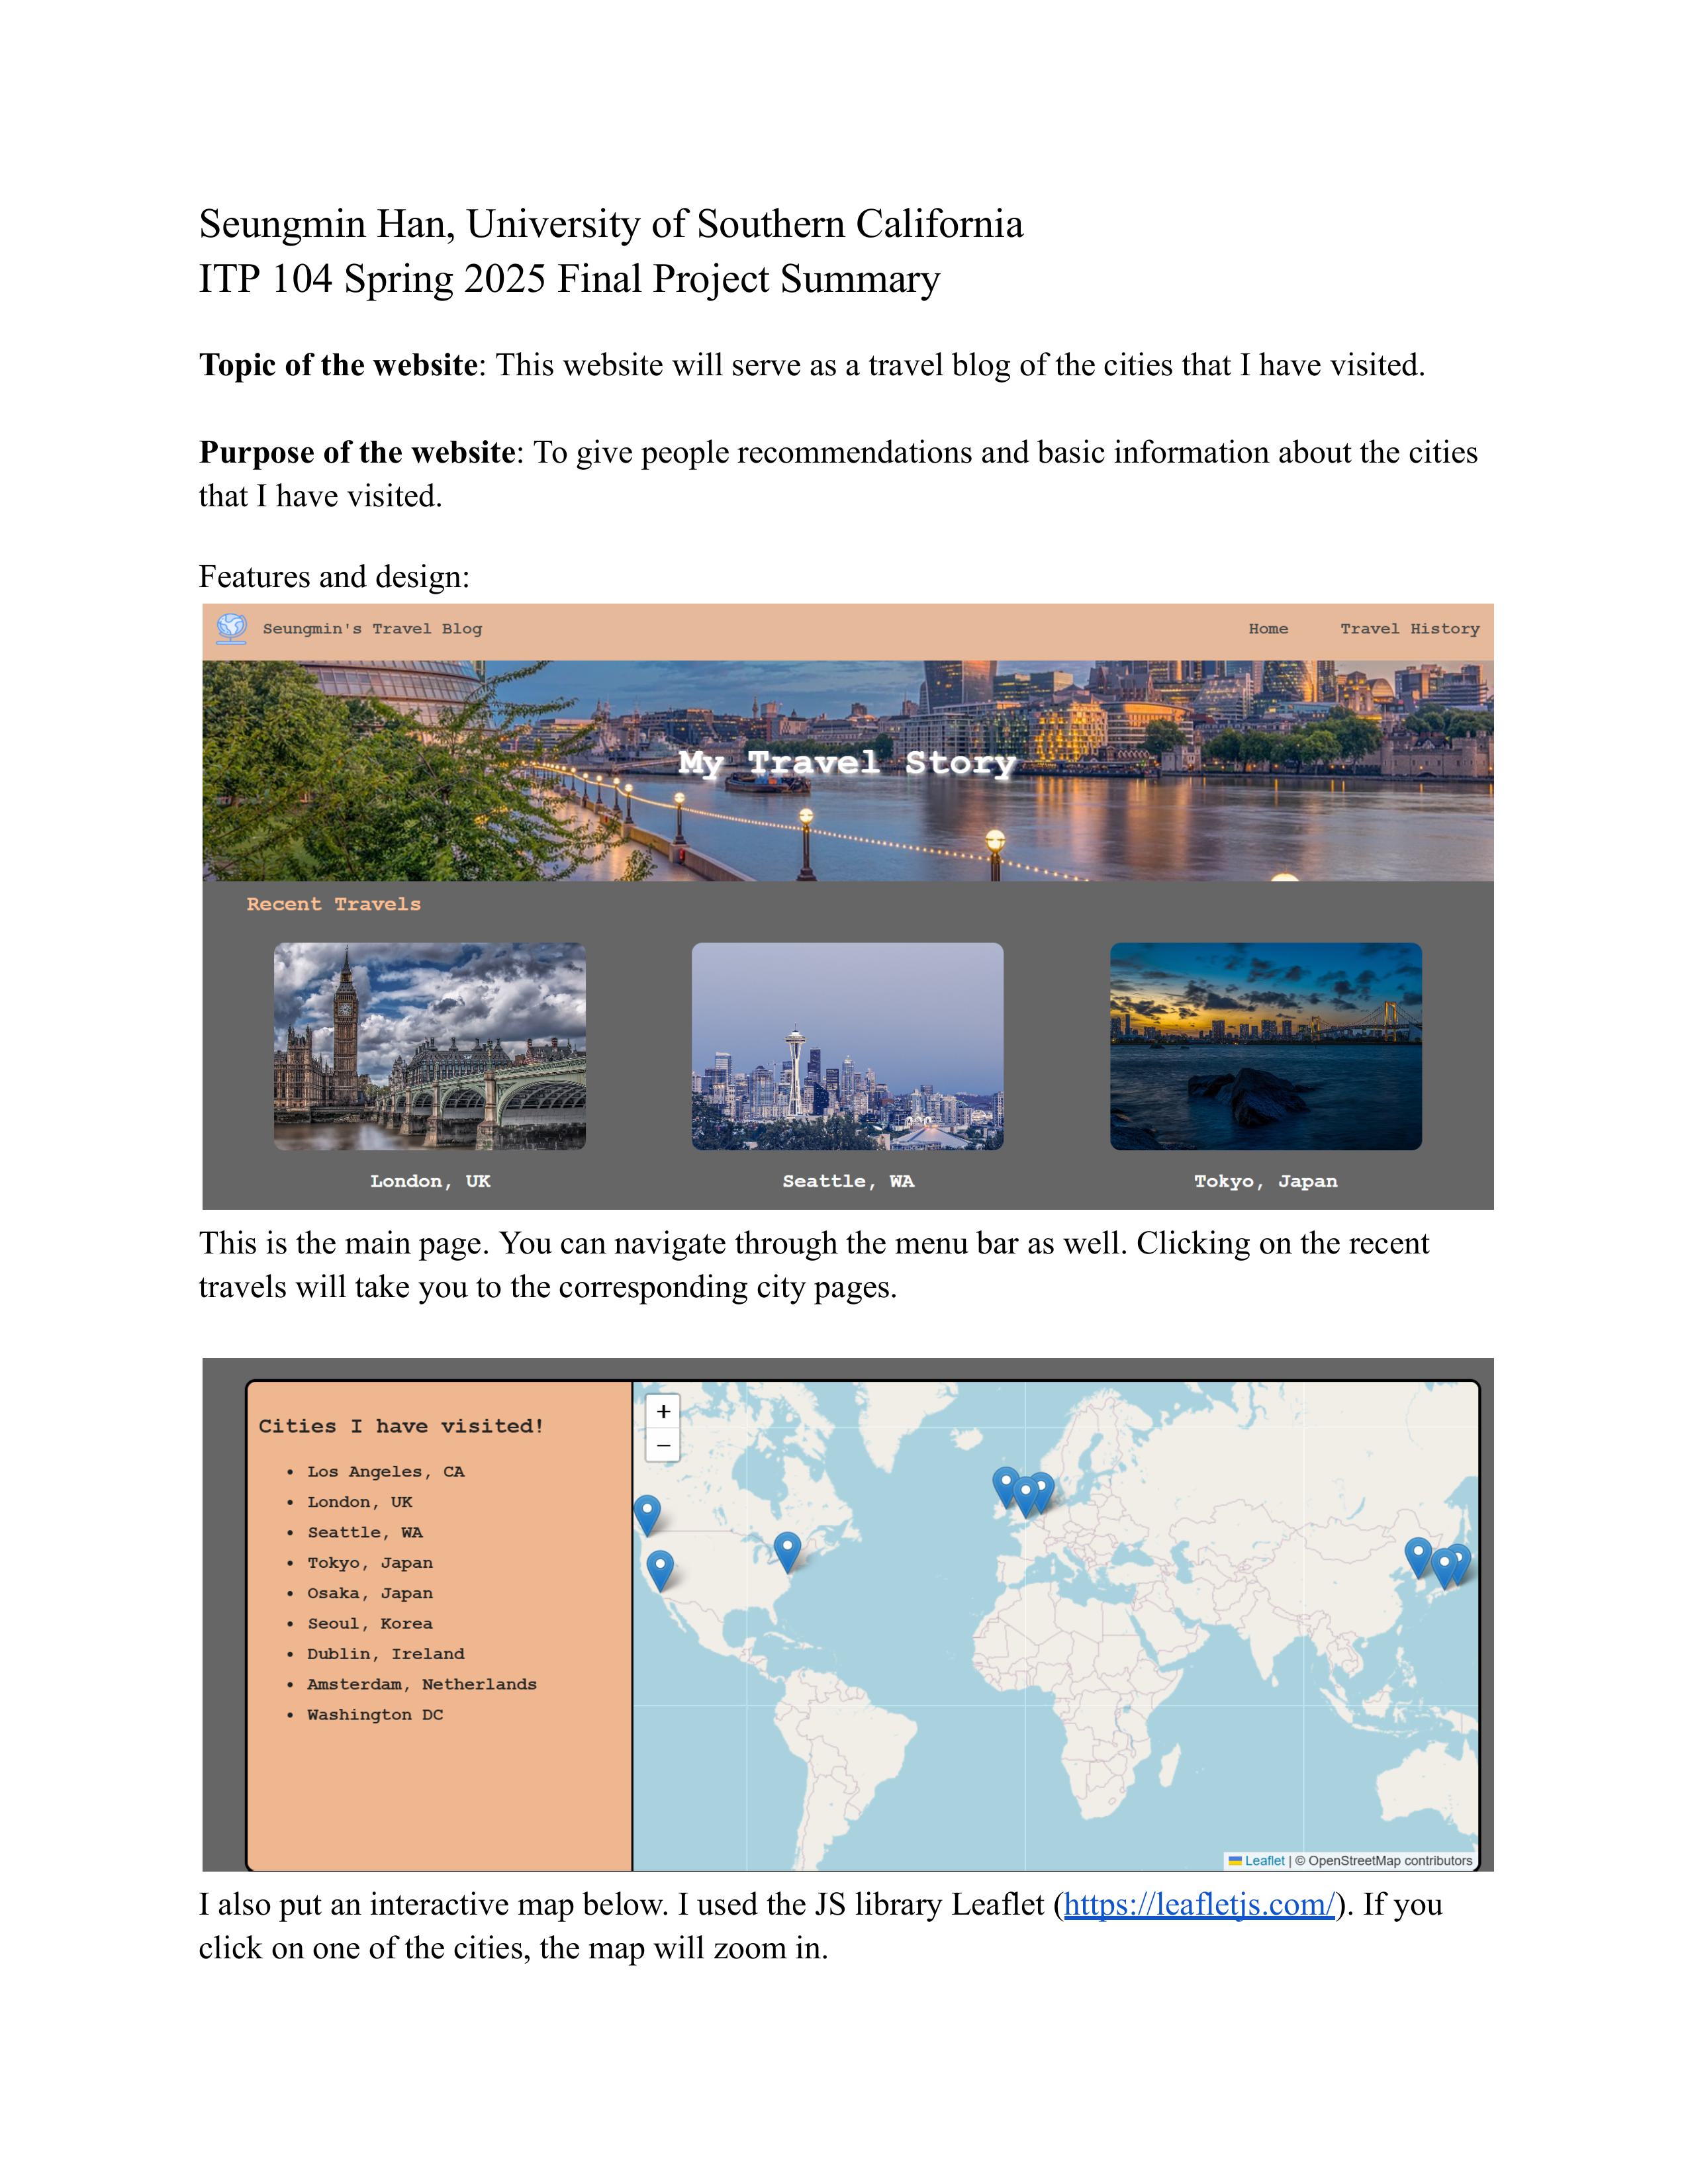 Seungmin Han, University of Southern California
ITP 104 Spring 2025 Final Project Summary
Topic of the website: This website will serve as a travel blog of the cities that I have visited.
Purpose of the website: To give people recommendations and basic information about the cities
that I have visited.
Features and design:
Seungmin's Travel Blog
Home
Travel History
My Travel Story
Recent Travels
London, UK
Seattle, WA
Tokyo, Japan
This is the main page. You can navigate through the menu bar as well. Clicking on the recent
travels will take you to the corresponding city pages.
Cities I have visited!
• Los Angeles, CA
• London, UK
• Seattle, WA
• Tokyo, Japan
• Osaka, Japan
• Seoul, Korea
• Dublin, Ireland
• Amsterdam, Netherlands
• Washington DC
+
−
Leaflet | © OpenStreetMap contributors
I also put an interactive map below. I used the JS library Leaflet (https://leafletjs.com/). If you
click on one of the cities, the map will zoom in.